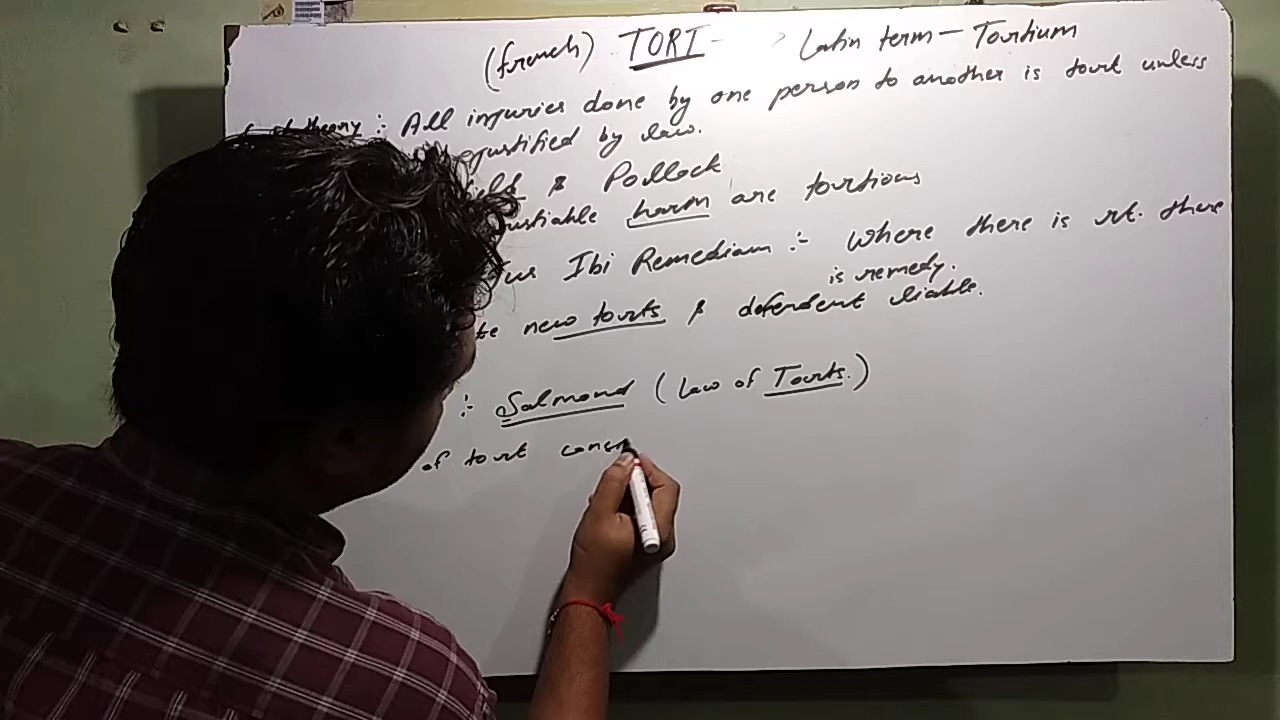 (french) TORT - > Latin term - Tortium
theory :- All injuries done by one person to another is tort unless
justified by law.
& Pollock
harm are tortious
Ibi Remedium :- Where there is rt. there
is remedy.
new torts & defendent liable.
:- Salmond (Law of Torts.)
of tort